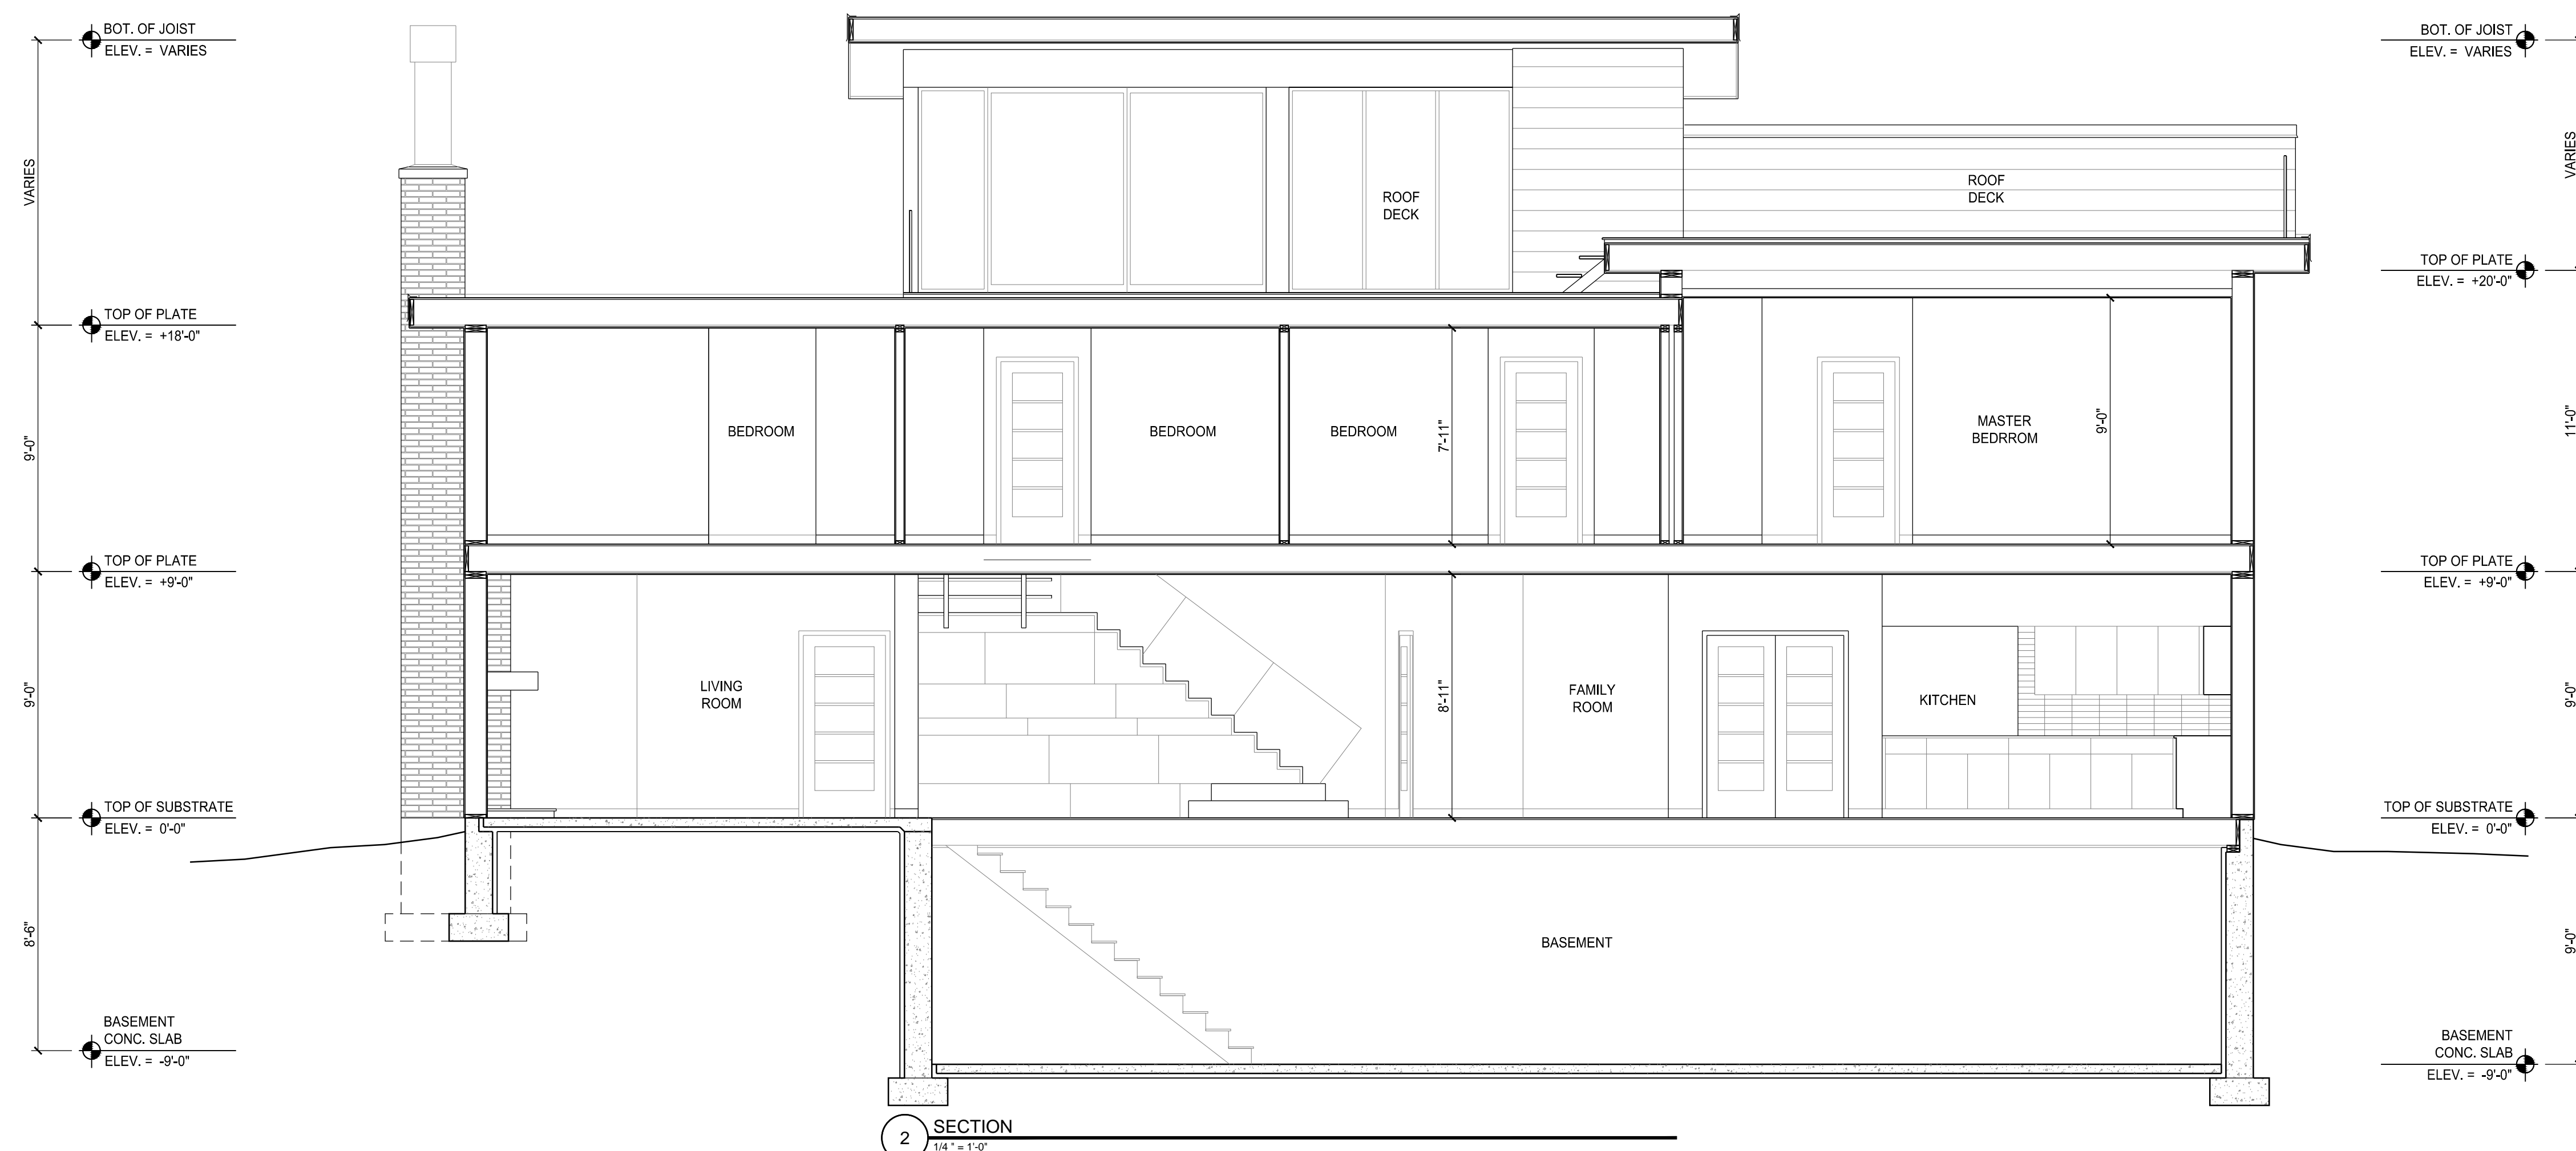 BOT. OF JOIST
ELEV. = VARIES
VARIES
TOP OF PLATE
ELEV. = +18'-0"
9'-0"
TOP OF PLATE
ELEV. = +9'-0"
9'-0"
TOP OF SUBSTRATE
ELEV. = 0'-0"
8'-6"
BASEMENT
CONC. SLAB
ELEV. = -9'-0"
ROOF
DECK
ROOF
DECK
BEDROOM
BEDROOM
BEDROOM
7'-11"
MASTER
BEDRROM
9'-0"
LIVING
ROOM
8'-11"
FAMILY
ROOM
KITCHEN
BASEMENT
BOT. OF JOIST
ELEV. = VARIES
VARIES
TOP OF PLATE
ELEV. = +20'-0"
11'-0"
TOP OF PLATE
ELEV. = +9'-0"
9'-0"
TOP OF SUBSTRATE
ELEV. = 0'-0"
9'-0"
BASEMENT
CONC. SLAB
ELEV. = -9'-0"
2 SECTION
1/4 " = 1'-0"